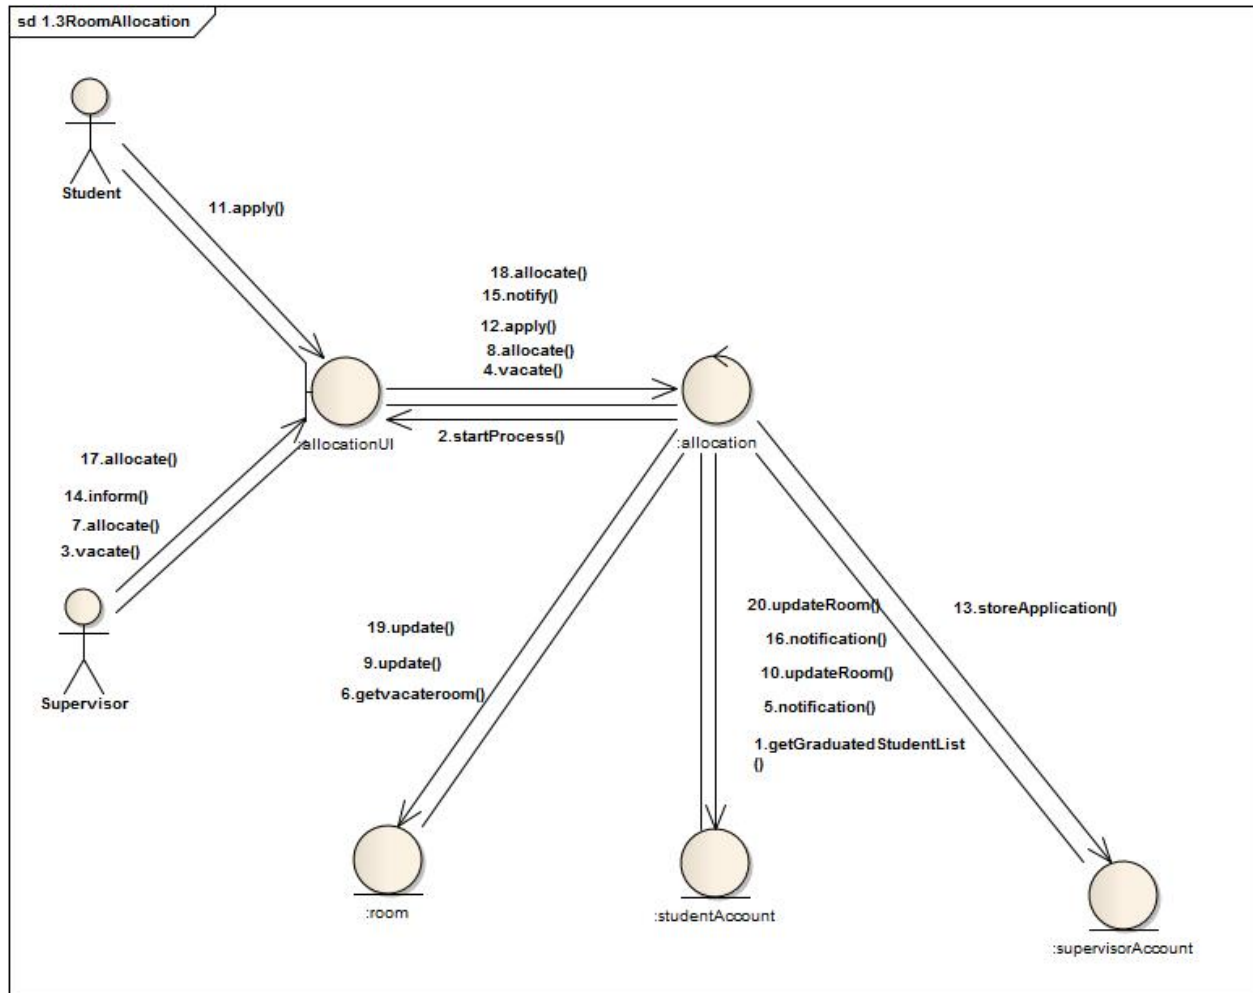 sd 1.3RoomAllocation
Student
11.apply()
18.allocate()
15.notify()
12.apply()
8.allocate()
4.vacate()
:allocationUI
2.startProcess()
:allocation
17.allocate()
14.inform()
7.allocate()
3.vacate()
Supervisor
19.update()
9.update()
6.getvacateroom()
20.updateRoom()
16.notification()
10.updateRoom()
5.notification()
1.getGraduatedStudentList
()
13.storeApplication()
:room
:studentAccount
:supervisorAccount